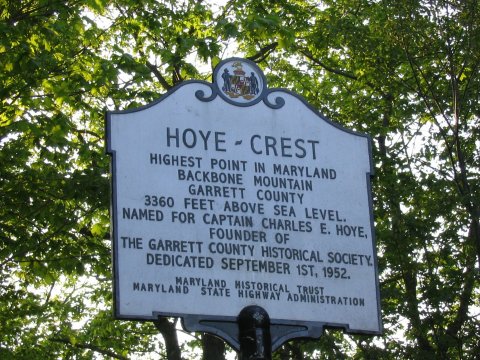 HOYE - CREST
HIGHEST POINT IN MARYLAND
BACKBONE MOUNTAIN
GARRETT COUNTY
3360 FEET ABOVE SEA LEVEL.
NAMED FOR CAPTAIN CHARLES E. HOYE,
FOUNDER OF
THE GARRETT COUNTY HISTORICAL SOCIETY.
DEDICATED SEPTEMBER 1ST, 1952.
MARYLAND HISTORICAL TRUST
MARYLAND STATE HIGHWAY ADMINISTRATION